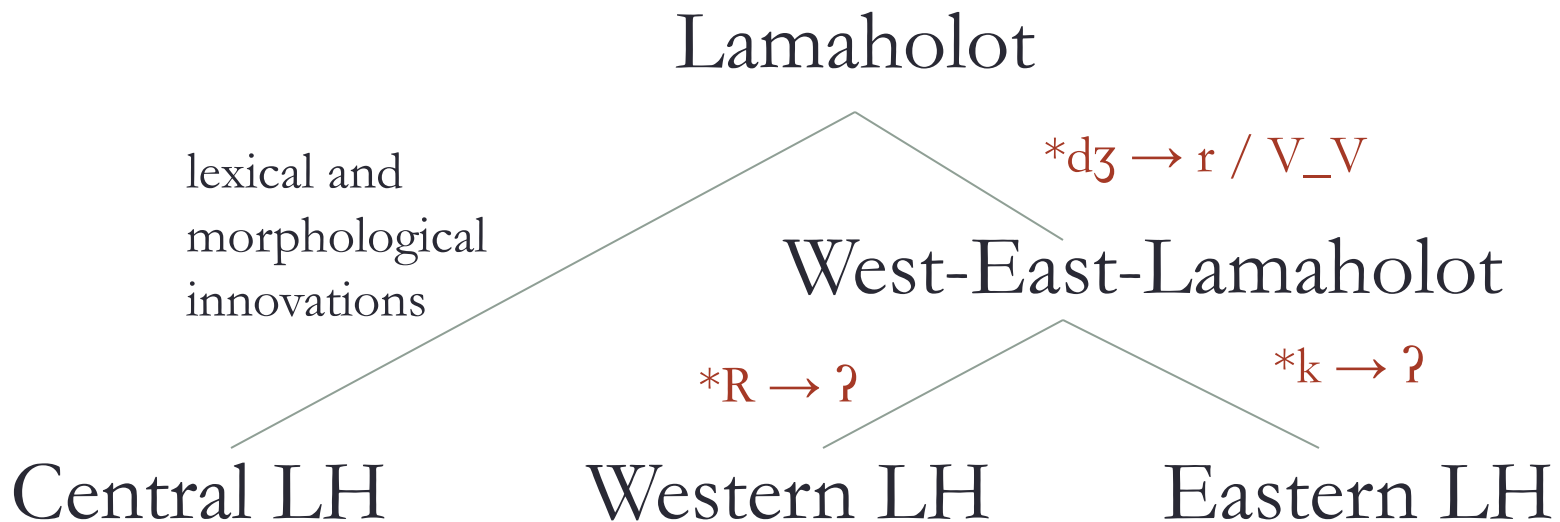 Lamaholot
*dʒ → r / V_V
lexical and
morphological
innovations
West-East-Lamaholot
*R → ʔ
*k → ʔ
Central LH
Western LH
Eastern LH